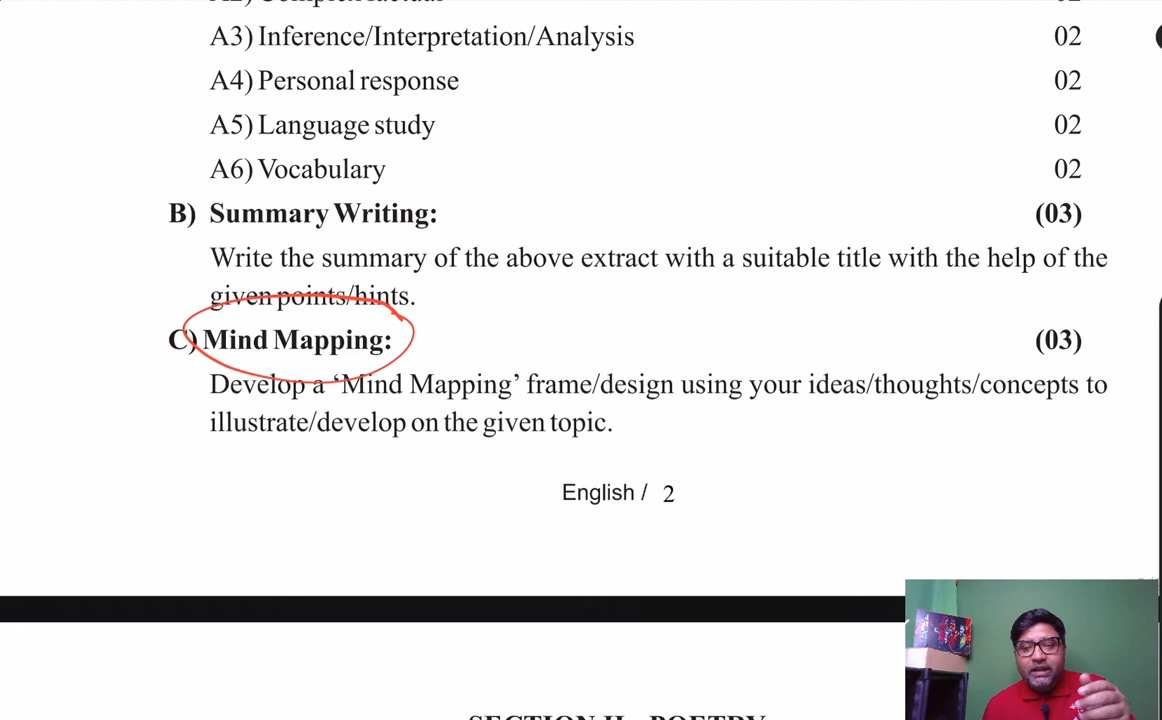 A3) Inference/Interpretation/Analysis 02
A4) Personal response 02
A5) Language study 02
A6) Vocabulary 02
B) Summary Writing: (03)
Write the summary of the above extract with a suitable title with the help of the
given points/hints.
C) Mind Mapping: (03)
Develop a ‘Mind Mapping’ frame/design using your ideas/thoughts/concepts to
illustrate/develop on the given topic.
English / 2